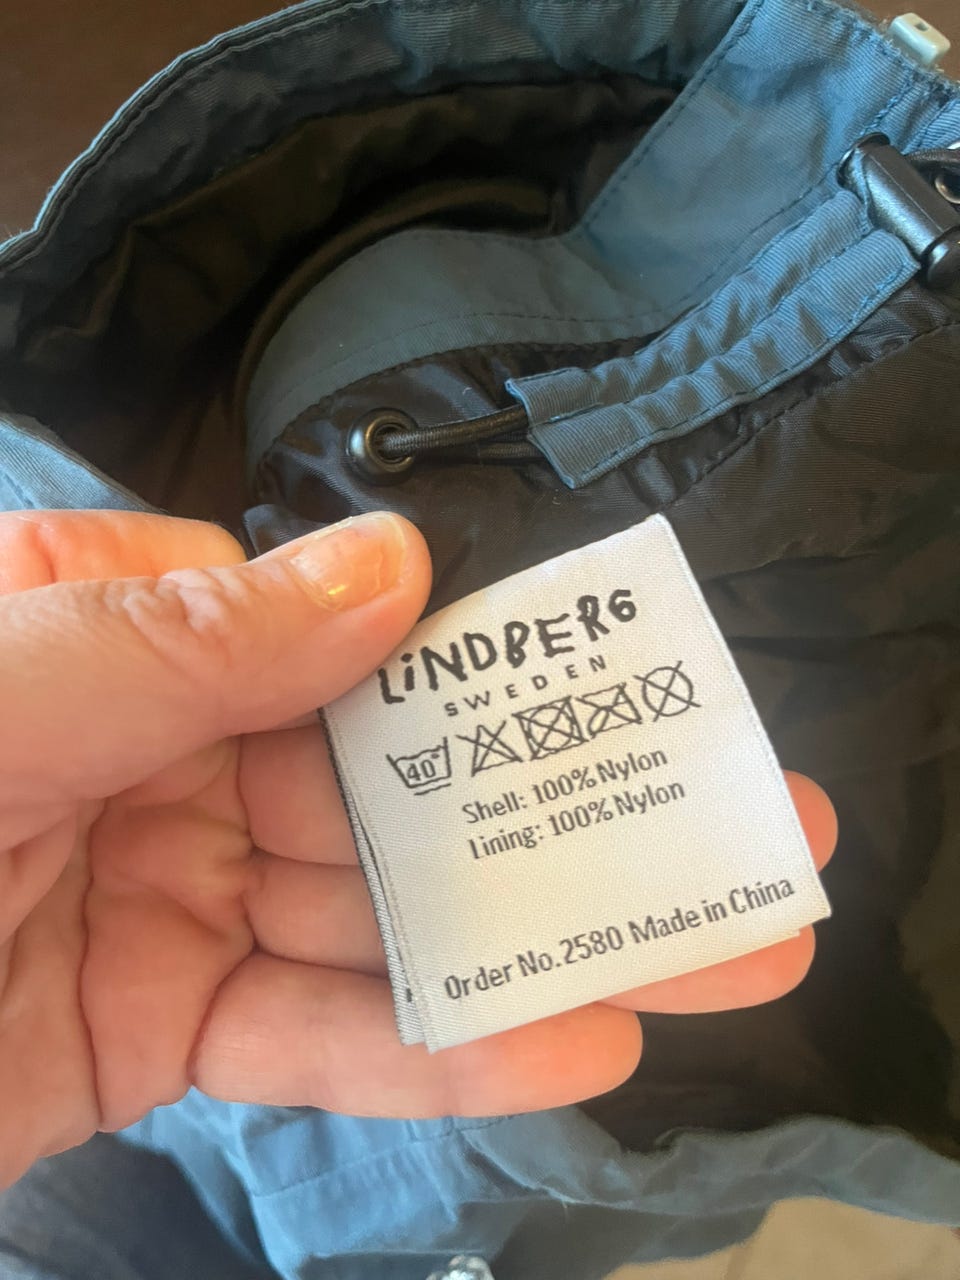 LiNDBERG
SWEDEN
40°
Shell: 100% Nylon
Lining: 100% Nylon
Order No. 2580 Made in China